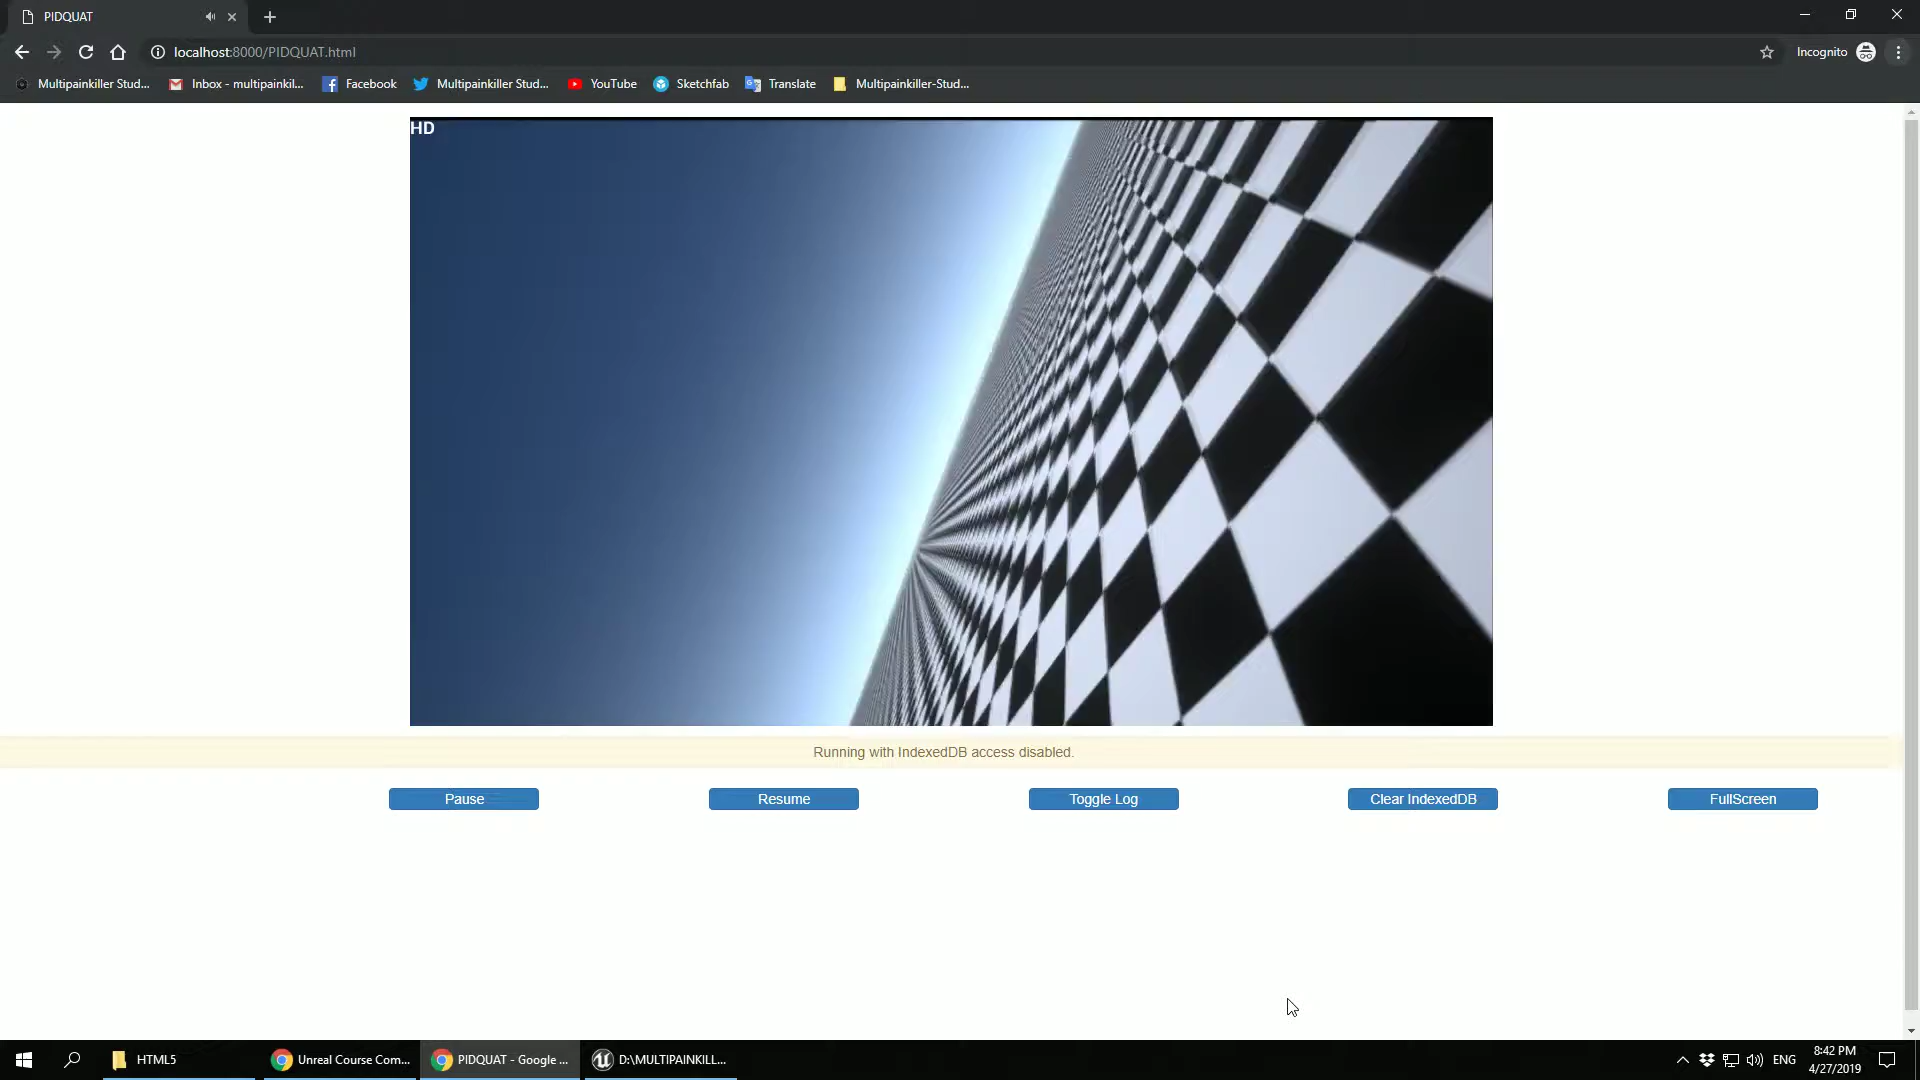 PIDQUAT
localhost:8000/PIDQUAT.html
Incognito
Multipainkiller Stud...
Inbox - multipainkil...
Facebook
Multipainkiller Stud...
YouTube
Sketchfab
Translate
Multipainkiller-Stud...
HD
Running with IndexedDB access disabled.
Pause
Resume
Toggle Log
Clear IndexedDB
FullScreen
HTML5
Unreal Course Com...
PIDQUAT - Google ...
D:\MULTIPAINKILL...
ENG
8:42 PM
4/27/2019